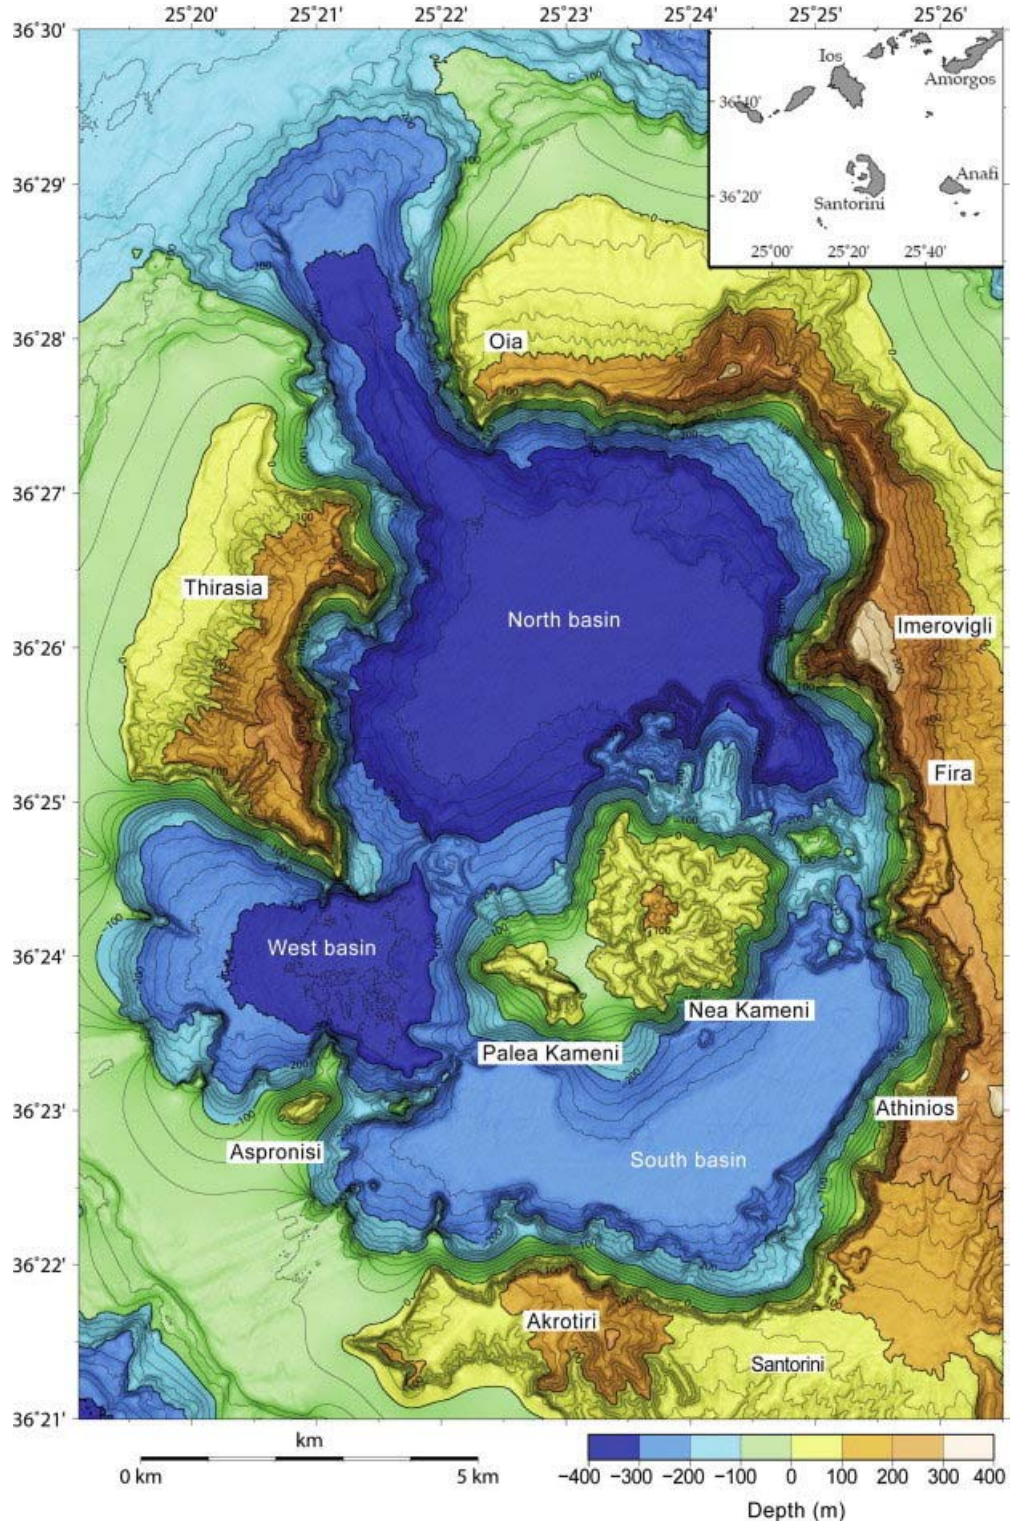 25°20' 25°21' 25°22' 25°23' 25°24' 25°25' 25°26'
36°30'
36°29'
36°28'
36°27'
36°26'
36°25'
36°24'
36°23'
36°22'
36°21'
Ios
Amorgos
36°40'
Anafi
36°20'
Santorini
25°00' 25°20' 25°40'
Oia
Thirasia
North basin
Imerovigli
Fira
West basin
Nea Kameni
Palea Kameni
Athinios
Aspronisi
South basin
Akrotiri
Santorini
km
0 km 5 km
−400 −300 −200 −100 0 100 200 300 400
Depth (m)